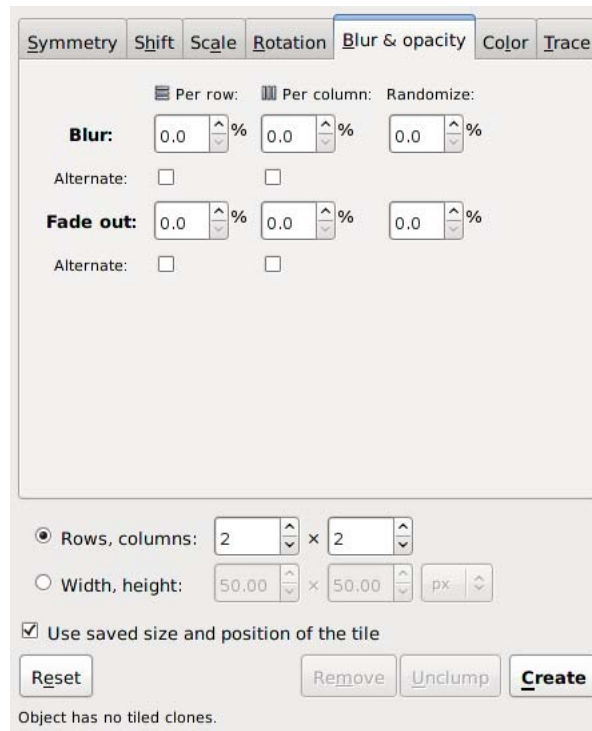 Symmetry Shift Scale Rotation Blur & opacity Color Trace
Per row: Per column: Randomize:
Blur: 0.0 % 0.0 % 0.0 %
Alternate:
Fade out: 0.0 % 0.0 % 0.0 %
Alternate:
Rows, columns: 2 × 2
Width, height: 50.00 × 50.00 px
Use saved size and position of the tile
Reset Remove Unclump Create
Object has no tiled clones.